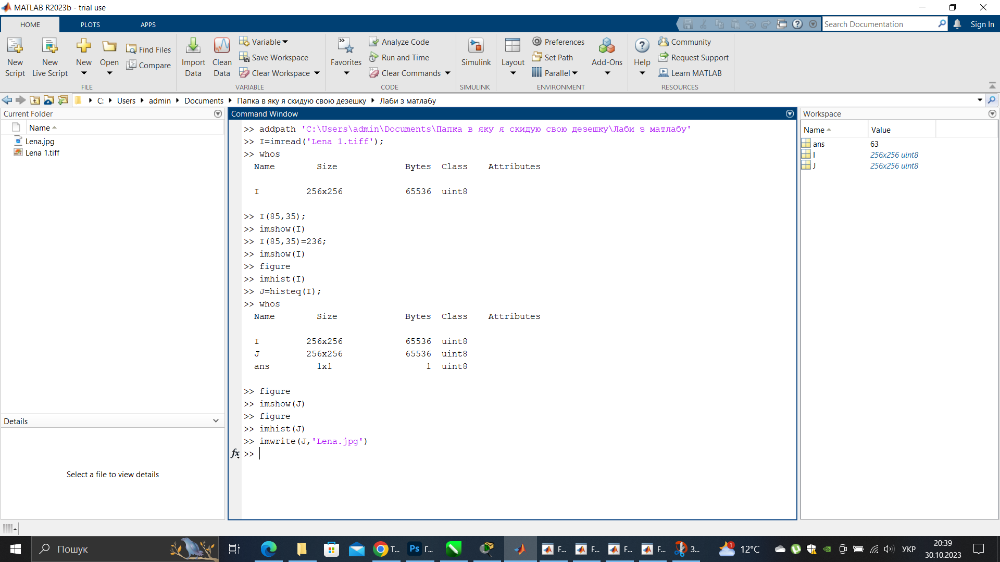 MATLAB R2023b - trial use
HOME PLOTS APPS
Search Documentation
Sign In
New Script
New Live Script
New
Open
Find Files
Compare
FILE
Import Data
Clean Data
Variable
Save Workspace
Clear Workspace
VARIABLE
Favorites
Analyze Code
Run and Time
Clear Commands
CODE
Simulink
SIMULINK
Layout
Preferences
Set Path
Parallel
Add-Ons
ENVIRONMENT
Help
Community
Request Support
Learn MATLAB
RESOURCES
C: Users admin Documents Папка в яку я скидую свою дезешку Лаби з матлабу
Current Folder
Name
Lena.jpg
Lena 1.tiff
Details
Select a file to view details
Command Window
>> addpath 'C:\Users\admin\Documents\Папка в яку я скидую свою дезешку\Лаби з матлабу'
>> I=imread('Lena 1.tiff');
>> whos
Name Size Bytes Class Attributes
I 256x256 65536 uint8
>> I(85,35);
>> imshow(I)
>> I(85,35)=236;
>> imshow(I)
>> figure
>> imhist(I)
>> J=histeq(I);
>> whos
Name Size Bytes Class Attributes
I 256x256 65536 uint8
J 256x256 65536 uint8
ans 1x1 1 uint8
>> figure
>> imshow(J)
>> figure
>> imhist(J)
>> imwrite(J,'Lena.jpg')
fx >>
Workspace
Name Value
ans 63
I 256x256 uint8
J 256x256 uint8
Пошук
T...
Ps Г...
F...
F...
F...
F...
З...
1
12°C
УКР
20:39
30.10.2023